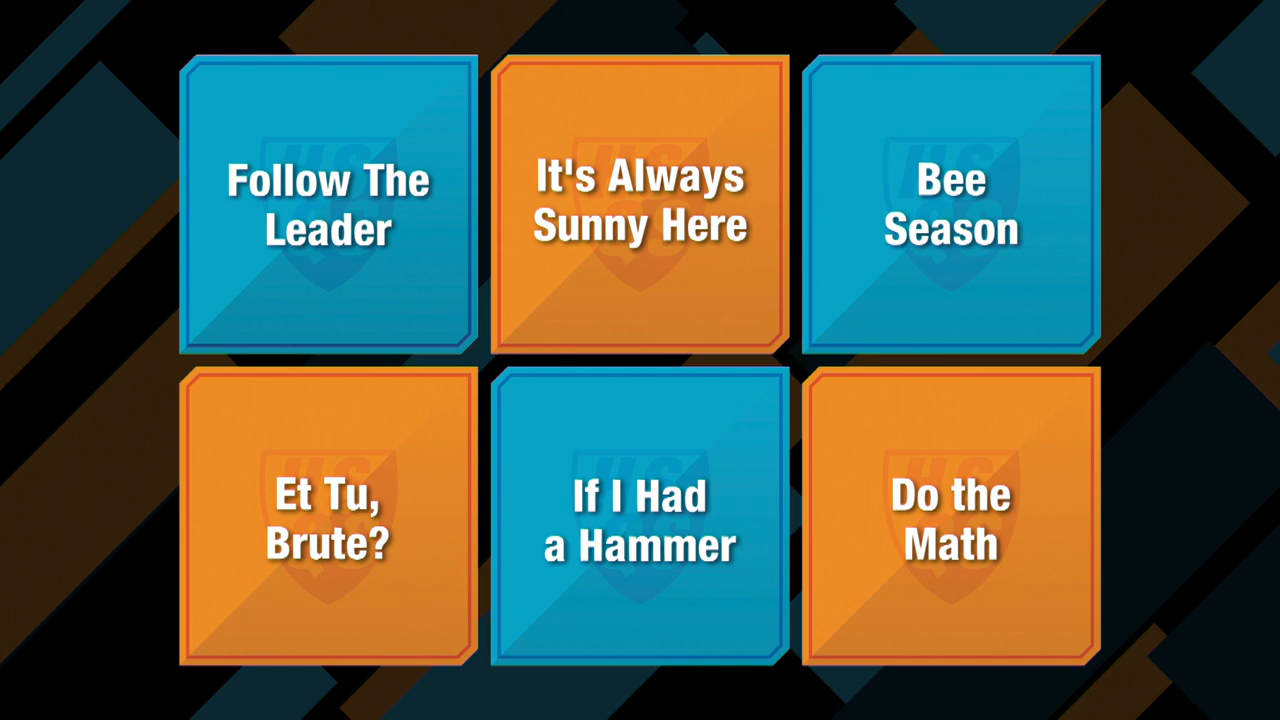 Follow The
Leader
It's Always
Sunny Here
Bee
Season
Et Tu,
Brute?
If I Had
a Hammer
Do the
Math